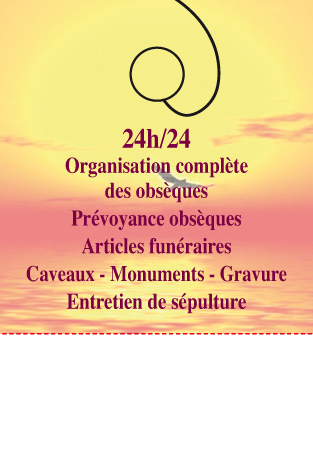 24h/24
Organisation complète
des obsèques
Prévoyance obsèques
Articles funéraires
Caveaux - Monuments - Gravure
Entretien de sépulture